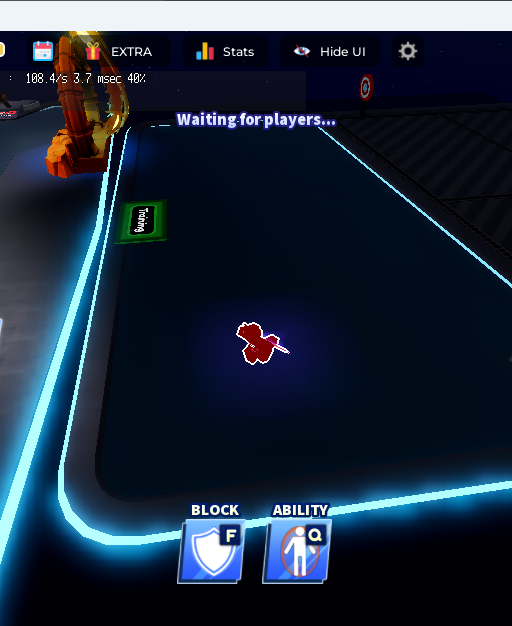 EXTRA
Stats
Hide UI
: 108.4/s 3.7 msec 40%
Waiting for players...
Training
BLOCK
ABILITY
F
Q